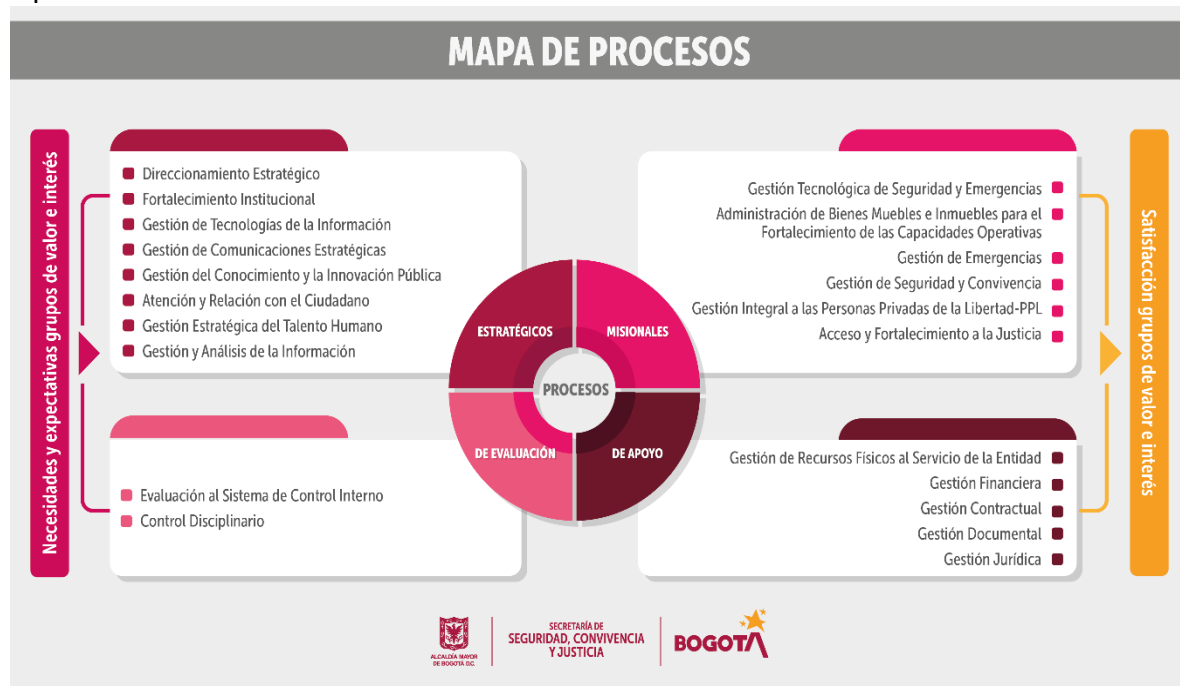 MAPA DE PROCESOS
Necesidades y expectativas grupos de valor e interés
Direccionamiento Estratégico
Fortalecimiento Institucional
Gestión de Tecnologías de la Información
Gestión de Comunicaciones Estratégicas
Gestión del Conocimiento y la Innovación Pública
Atención y Relación con el Ciudadano
Gestión Estratégica del Talento Humano
Gestión y Análisis de la Información
Gestión Tecnológica de Seguridad y Emergencias
Administración de Bienes Muebles e Inmuebles para el
Fortalecimiento de las Capacidades Operativas
Gestión de Emergencias
Gestión de Seguridad y Convivencia
Gestión Integral a las Personas Privadas de la Libertad-PPL
Acceso y Fortalecimiento a la Justicia
ESTRATÉGICOS
MISIONALES
PROCESOS
DE EVALUACIÓN
DE APOYO
Evaluación al Sistema de Control Interno
Control Disciplinario
Gestión de Recursos Físicos al Servicio de la Entidad
Gestión Financiera
Gestión Contractual
Gestión Documental
Gestión Jurídica
Satisfacción grupos de valor e interés
ALCALDÍA MAYOR
DE BOGOTÁ D.C.
SECRETARÍA DE
SEGURIDAD, CONVIVENCIA
Y JUSTICIA
BOGOTÁ